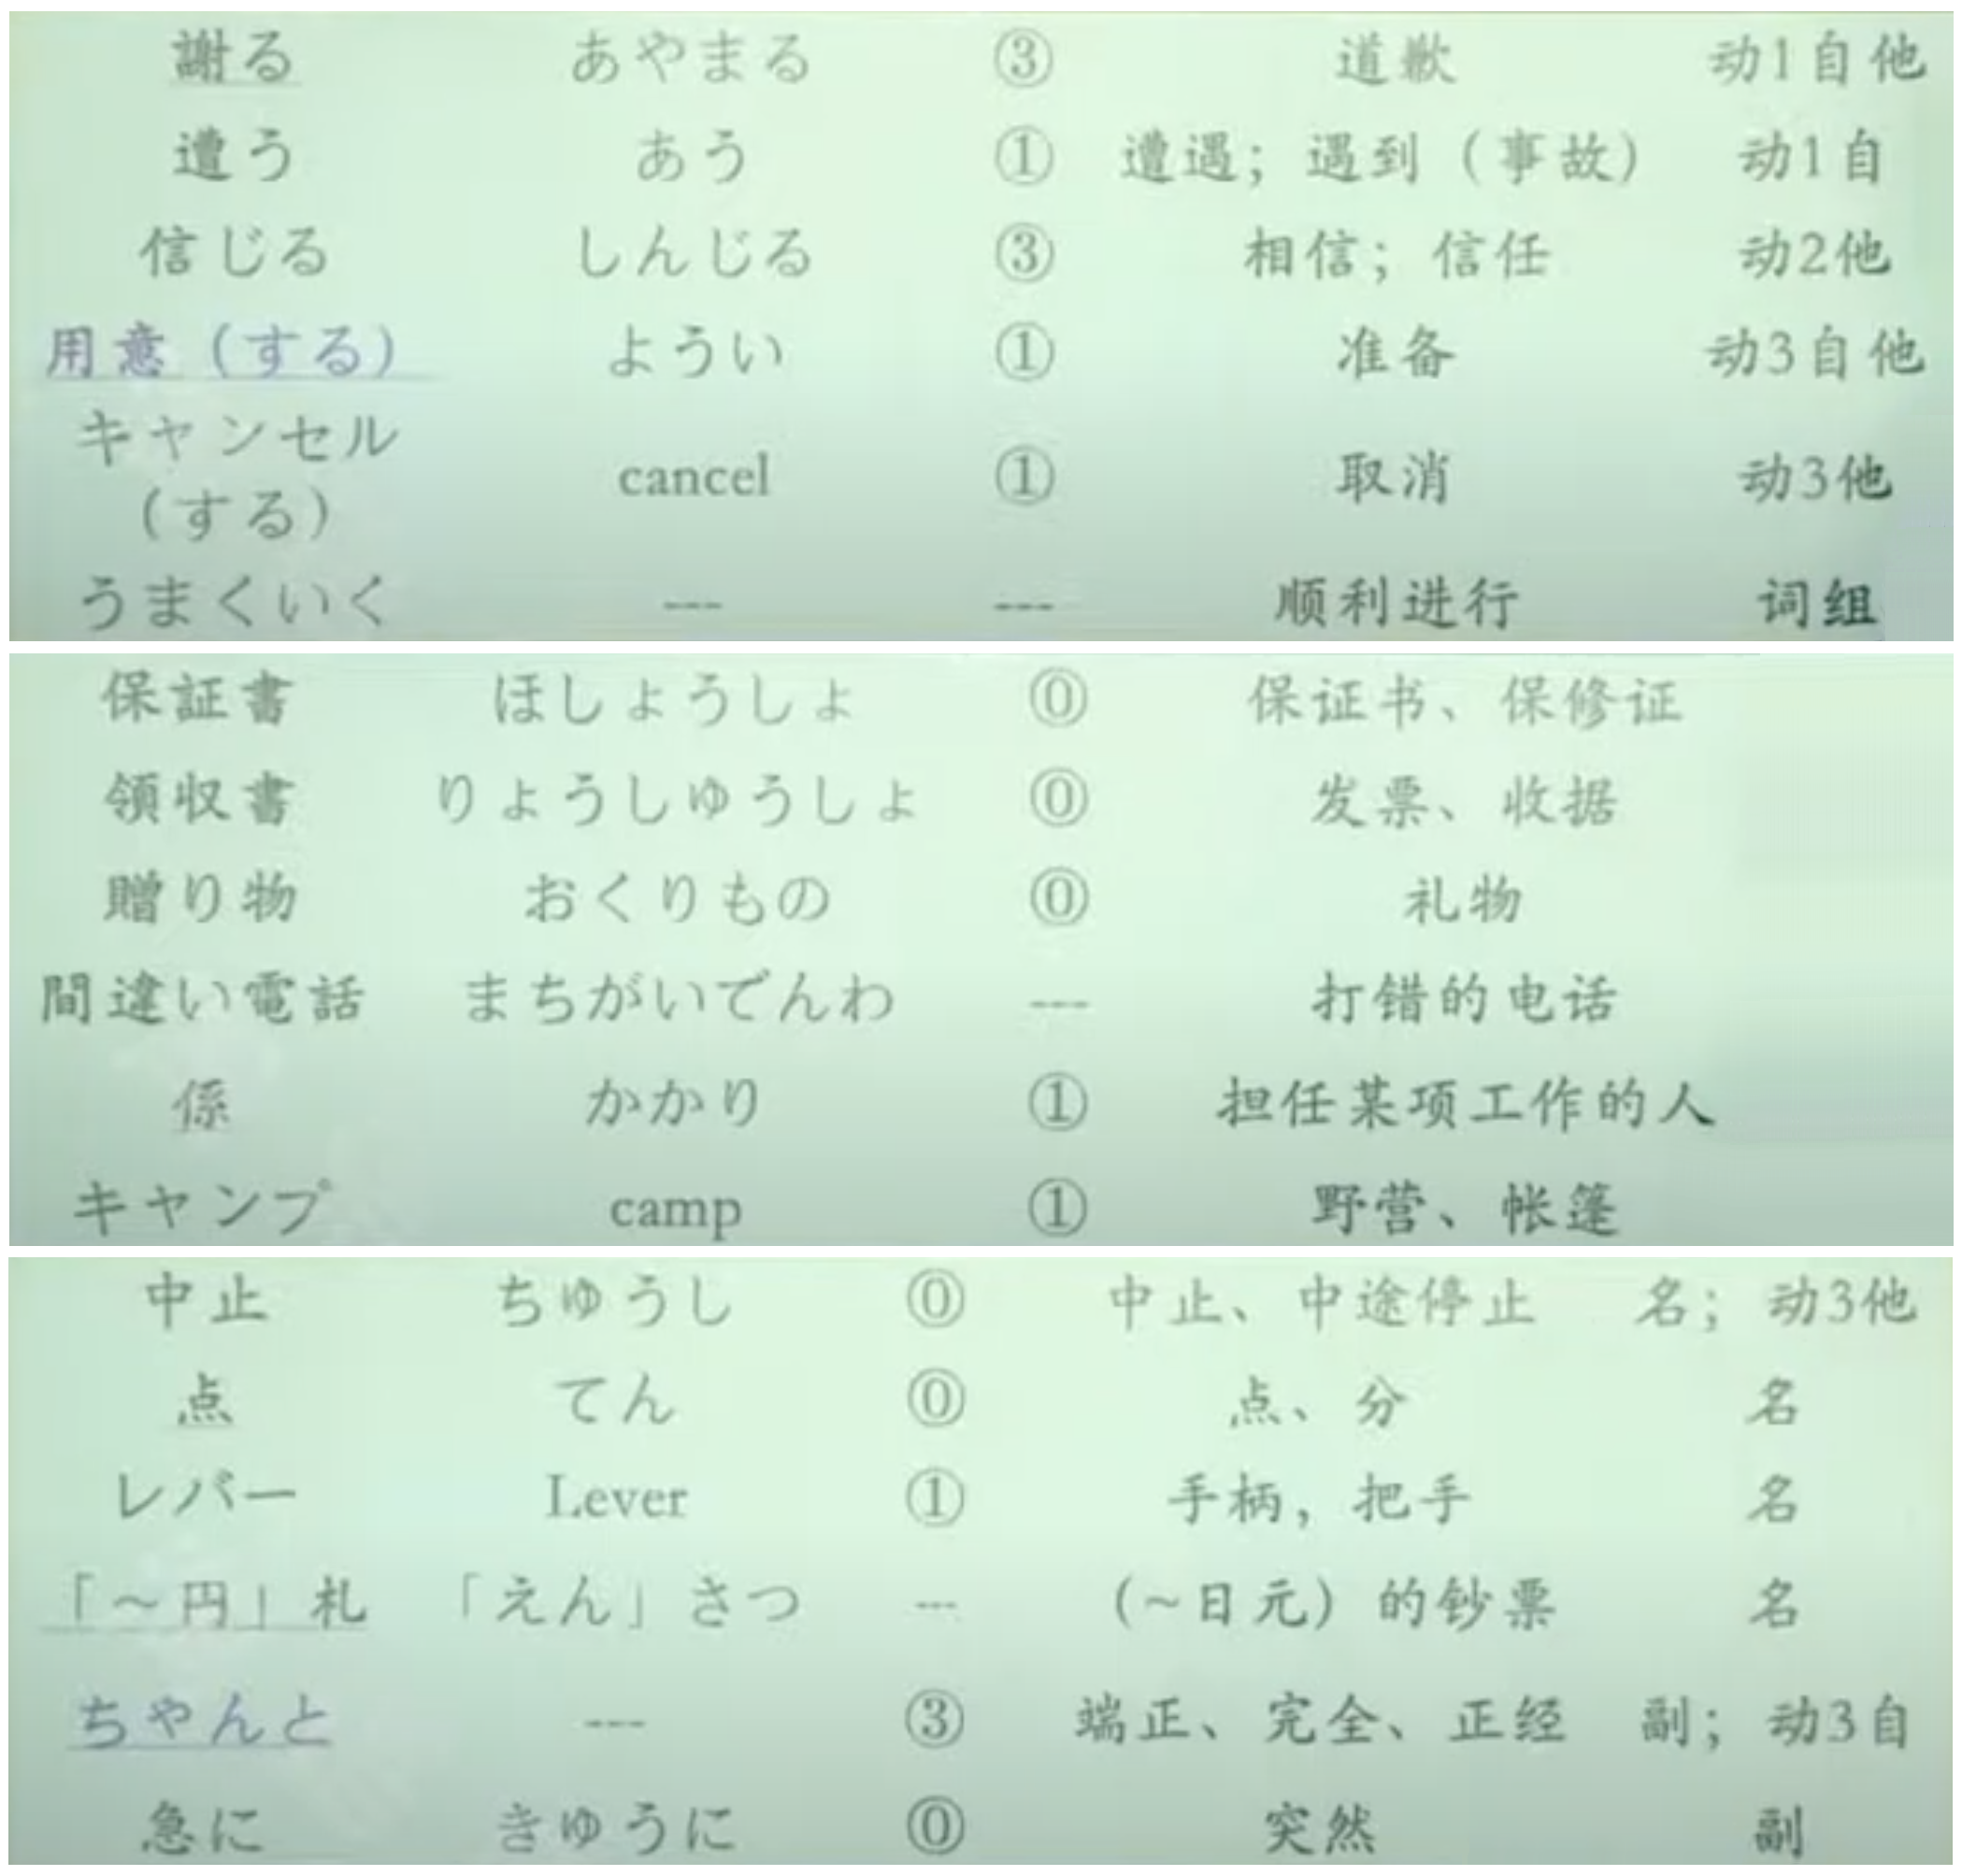 謝る あやまる ③ 道歉 动1自他
遭う あう ① 遭遇；遇到（事故） 动1自
信じる しんじる ③ 相信；信任 动2他
用意（する） ようい ① 准备 动3自他
キャンセル
（する） cancel ① 取消 动3他
うまくいく --- --- 顺利进行 词组
保証書 ほしょうしょ ⓪ 保证书、保修证
領収書 りょうしゆうしょ ⓪ 发票、收据
贈り物 おくりもの ⓪ 礼物
間違い電話 まちがいでんわ --- 打错的电话
係 かかり ① 担任某项工作的人
キャンプ camp ① 野营、帐篷
中止 ちゆうし ⓪ 中止、中途停止 名；动3他
点 てん ⓪ 点、分 名
レバー Lever ① 手柄，把手 名
「～円」札 「えん」さつ --- （~日元）的钞票 名
ちゃんと --- ③ 端正、完全、正经 副；动3自
急に きゆうに ⓪ 突然 副